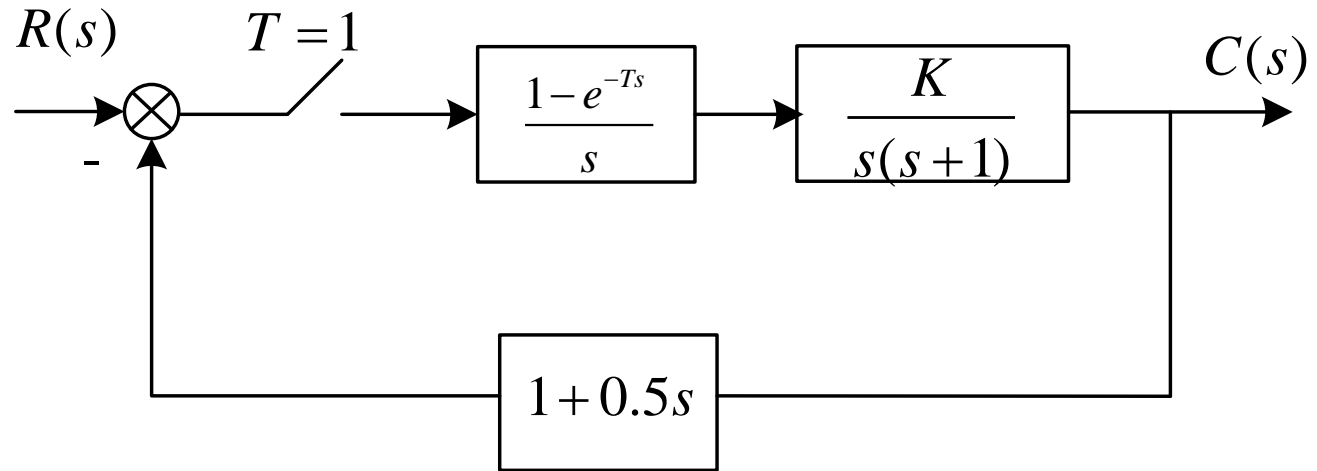 R(s)
T = 1
1 − e^{−Ts}
s
K
s(s + 1)
C(s)
-
1 + 0.5s